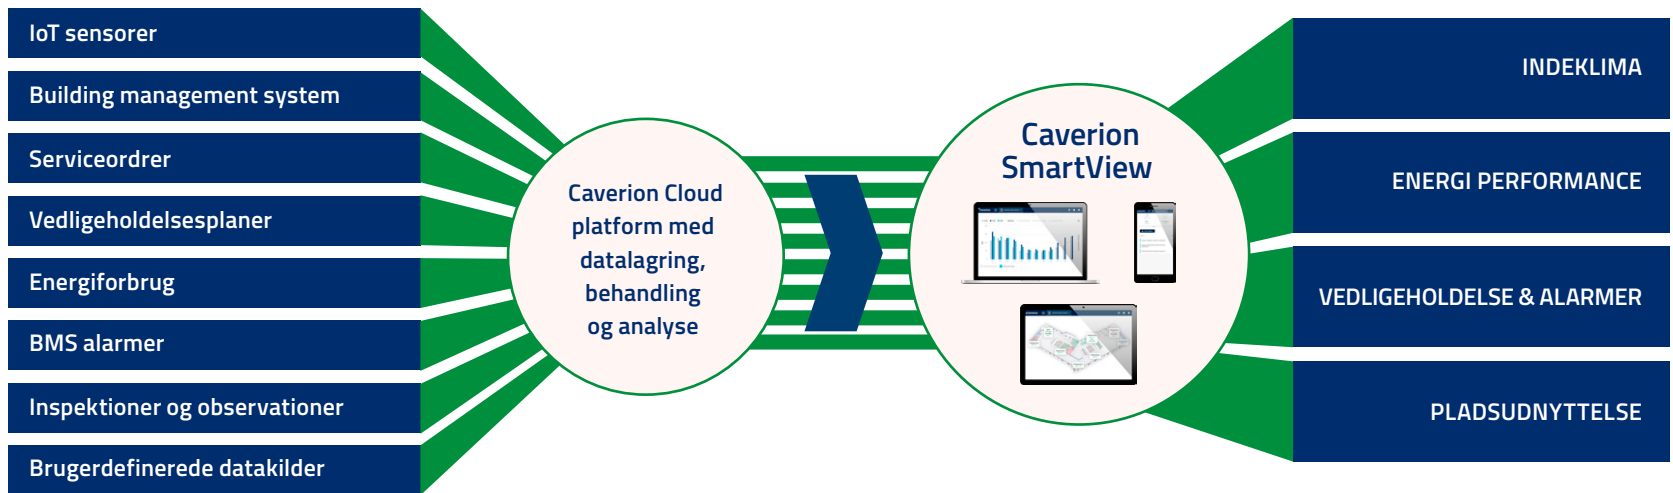 IoT sensorer
Building management system
Serviceordrer
Vedligeholdelsesplaner
Energiforbrug
BMS alarmer
Inspektioner og observationer
Brugerdefinerede datakilder
Caverion Cloud
platform med
datalagring,
behandling
og analyse
Caverion
SmartView
INDEKLIMA
ENERGI PERFORMANCE
VEDLIGEHOLDELSE & ALARMER
PLADSUDNYTTELSE